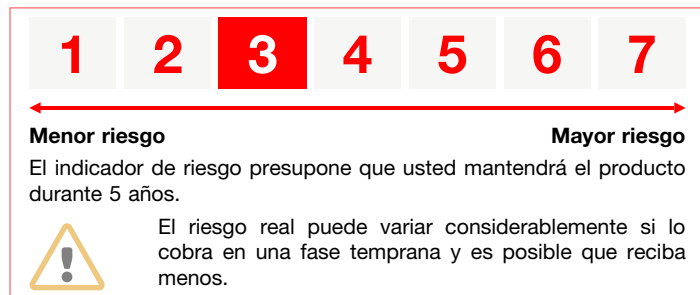 1 2 3 4 5 6 7
Menor riesgo Mayor riesgo
El indicador de riesgo presupone que usted mantendrá el producto
durante 5 años.
El riesgo real puede variar considerablemente si lo
cobra en una fase temprana y es posible que reciba
menos.